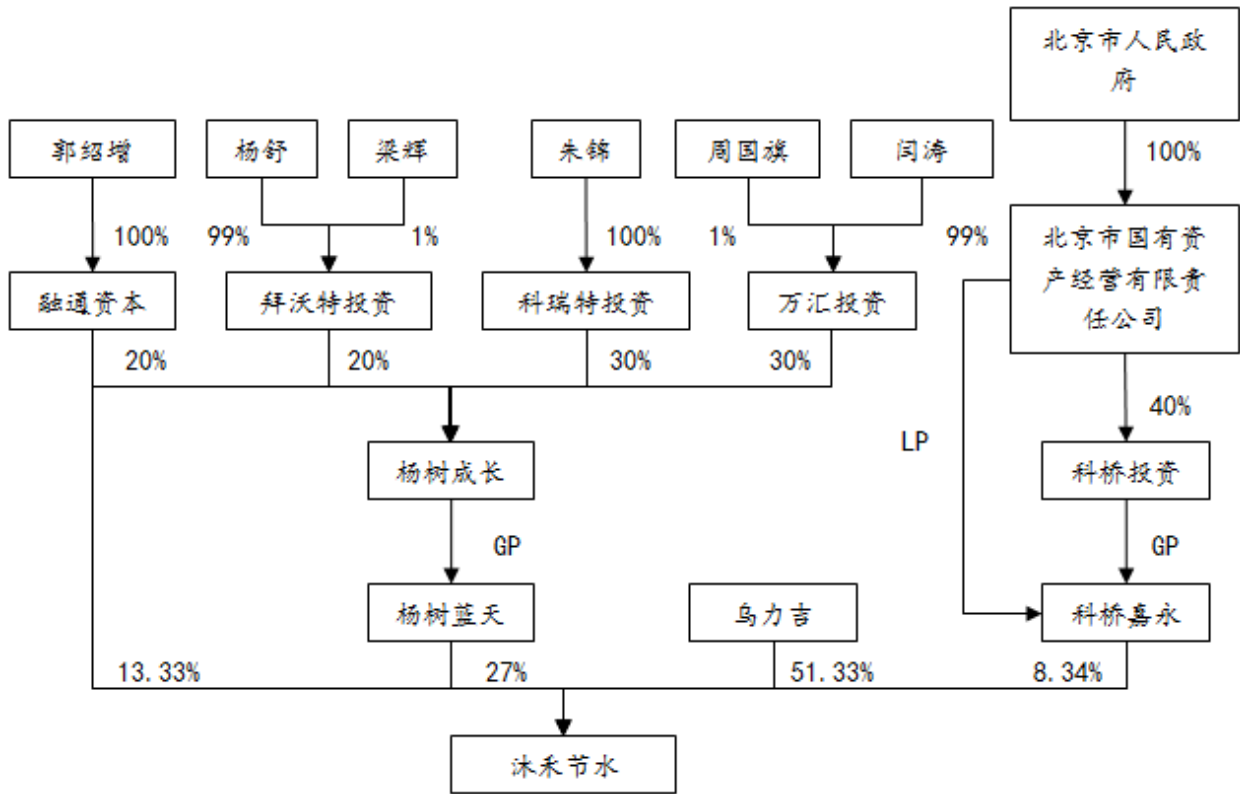 北京市人民政
府
郭绍增
杨舒
梁辉
朱锦
周国旗
闫涛
100%
100%
99%
1%
100%
1%
99%
北京市国有资
产经营有限责
任公司
融通资本
拜沃特投资
科瑞特投资
万汇投资
20%
20%
30%
30%
40%
LP
杨树成长
科桥投资
GP
GP
杨树蓝天
乌力吉
科桥嘉永
13.33%
27%
51.33%
8.34%
沐禾节水